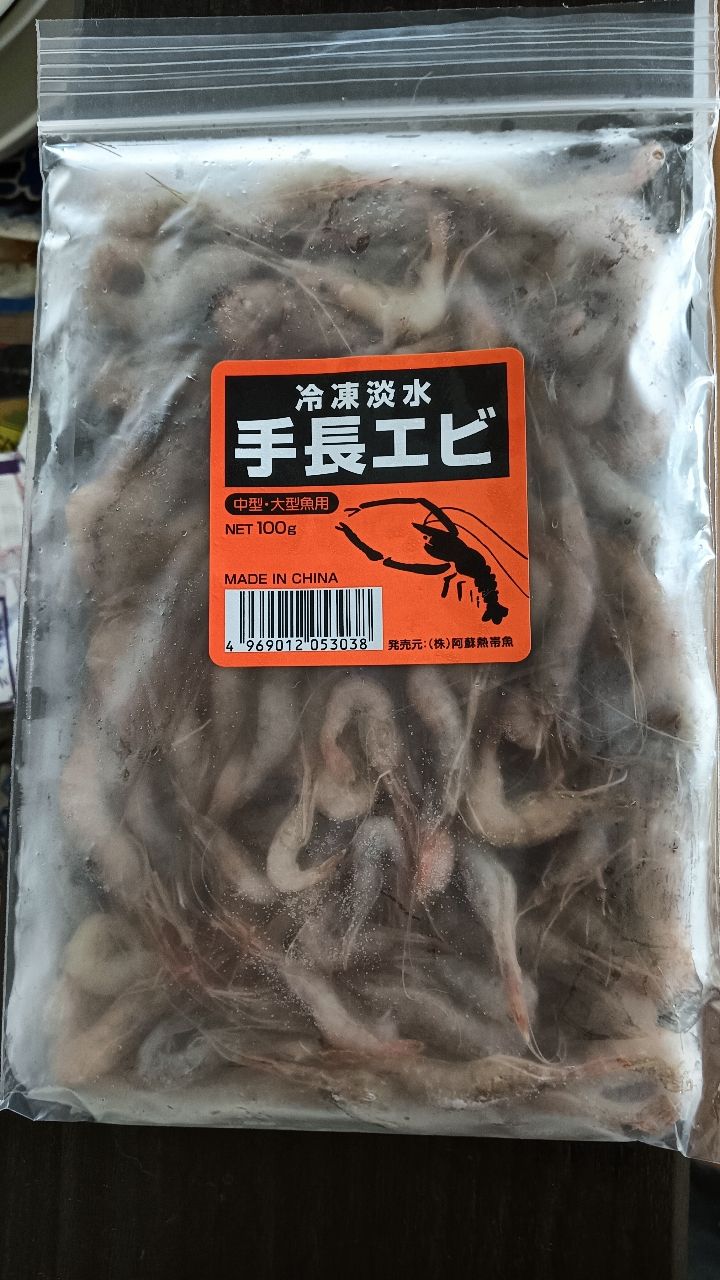 冷凍淡水
手長エビ
中型・大型魚用
NET 100g
MADE IN CHINA
4 969012 053038
発売元:(株)阿蘇熱帯魚